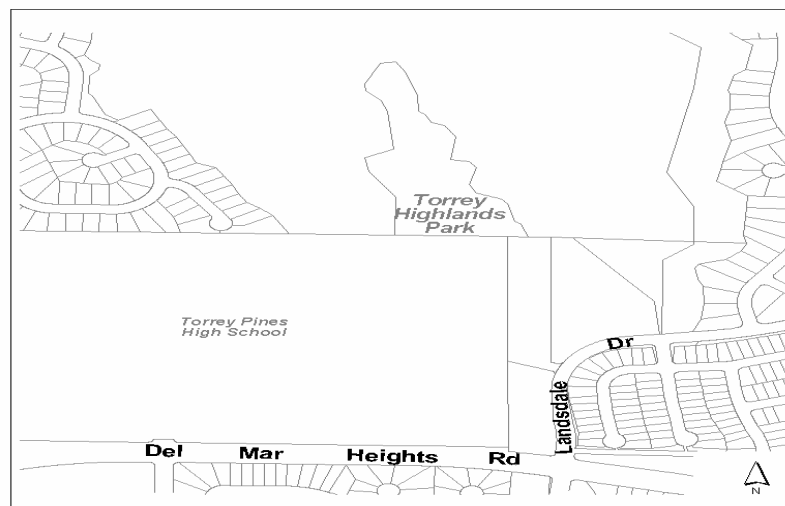 Torrey
Highlands
Park
Torrey Pines
High School
Dr
Landsdale
Del Mar Heights Rd
N